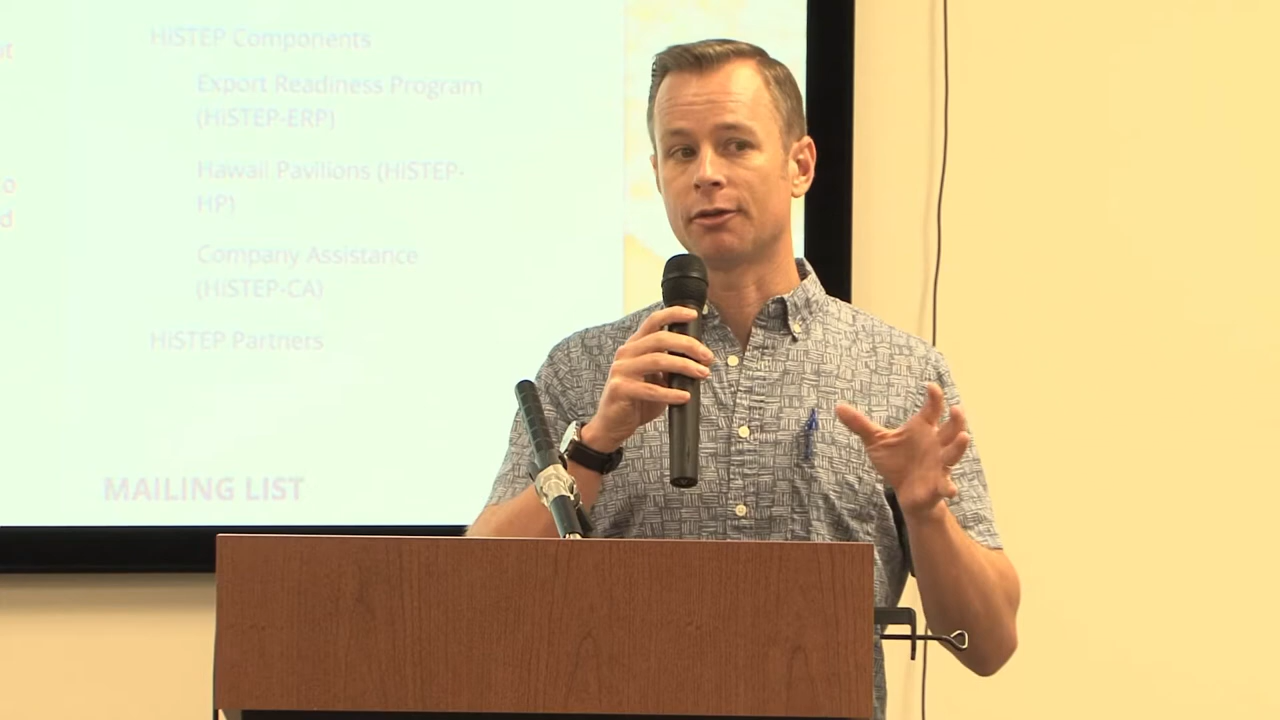 HiSTEP Components
Export Readiness Program
(HiSTEP-ERP)
Hawaii Pavilions (HiSTEP-
HP)
Company Assistance
(HiSTEP-CA)
HiSTEP Partners
MAILING LIST